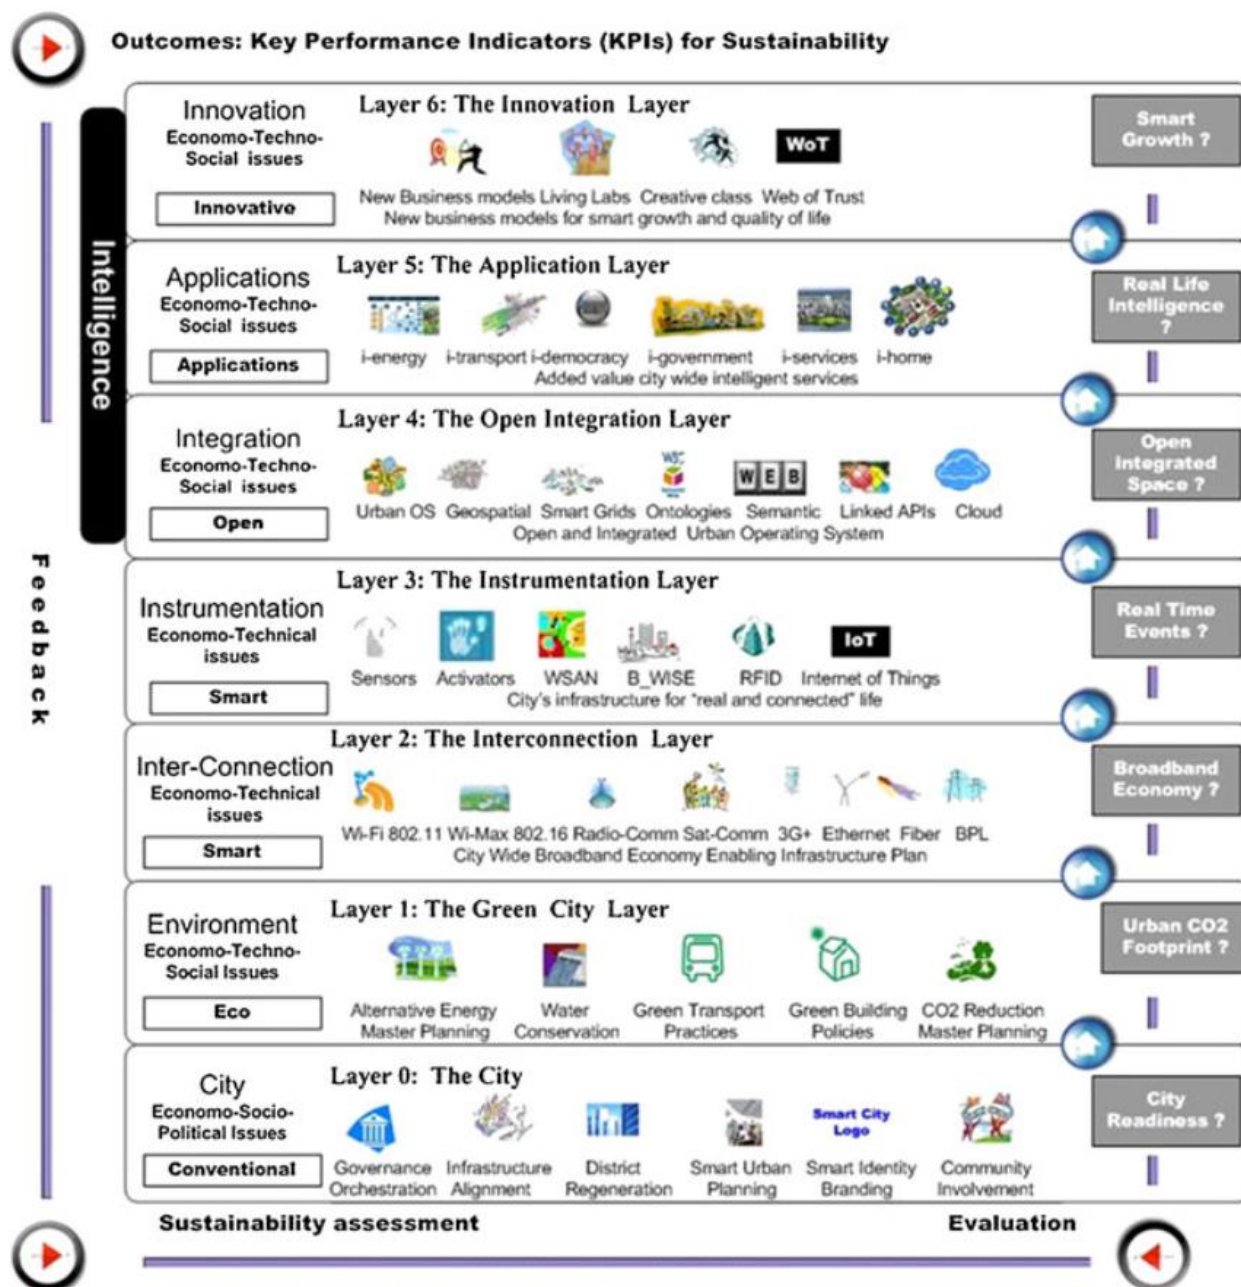 Outcomes: Key Performance Indicators (KPIs) for Sustainability
Intelligence
Feedback
Innovation
Economo-Techno-
Social issues
Innovative
Layer 6: The Innovation Layer
WoT
New Business models Living Labs Creative class Web of Trust
New business models for smart growth and quality of life
Smart
Growth ?
Applications
Economo-Techno-
Social issues
Applications
Layer 5: The Application Layer
i-energy i-transport i-democracy i-government i-services i-home
Added value city wide intelligent services
Real Life
Intelligence
?
Integration
Economo-Techno-
Social issues
Open
Layer 4: The Open Integration Layer
W3C
WEB
Urban OS Geospatial Smart Grids Ontologies Semantic Linked APIs Cloud
Open and Integrated Urban Operating System
Open
Integrated
Space ?
Instrumentation
Economo-Technical
issues
Smart
Layer 3: The Instrumentation Layer
IoT
Sensors Activators WSAN B_WISE RFID Internet of Things
City's infrastructure for "real and connected" life
Real Time
Events ?
Inter-Connection
Economo-Technical
issues
Smart
Layer 2: The Interconnection Layer
Wi-Fi 802.11 Wi-Max 802.16 Radio-Comm Sat-Comm 3G+ Ethernet Fiber BPL
City Wide Broadband Economy Enabling Infrastructure Plan
Broadband
Economy ?
Environment
Economo-Techno-
Social Issues
Eco
Layer 1: The Green City Layer
Alternative Energy
Master Planning
Water
Conservation
Green Transport
Practices
Green Building
Policies
CO2 Reduction
Master Planning
Urban CO2
Footprint ?
City
Economo-Socio-
Political Issues
Conventional
Layer 0: The City
Smart City
Logo
Governance
Orchestration
Infrastructure
Alignment
District
Regeneration
Smart Urban
Planning
Smart Identity
Branding
Community
Involvement
City
Readiness ?
Sustainability assessment
Evaluation